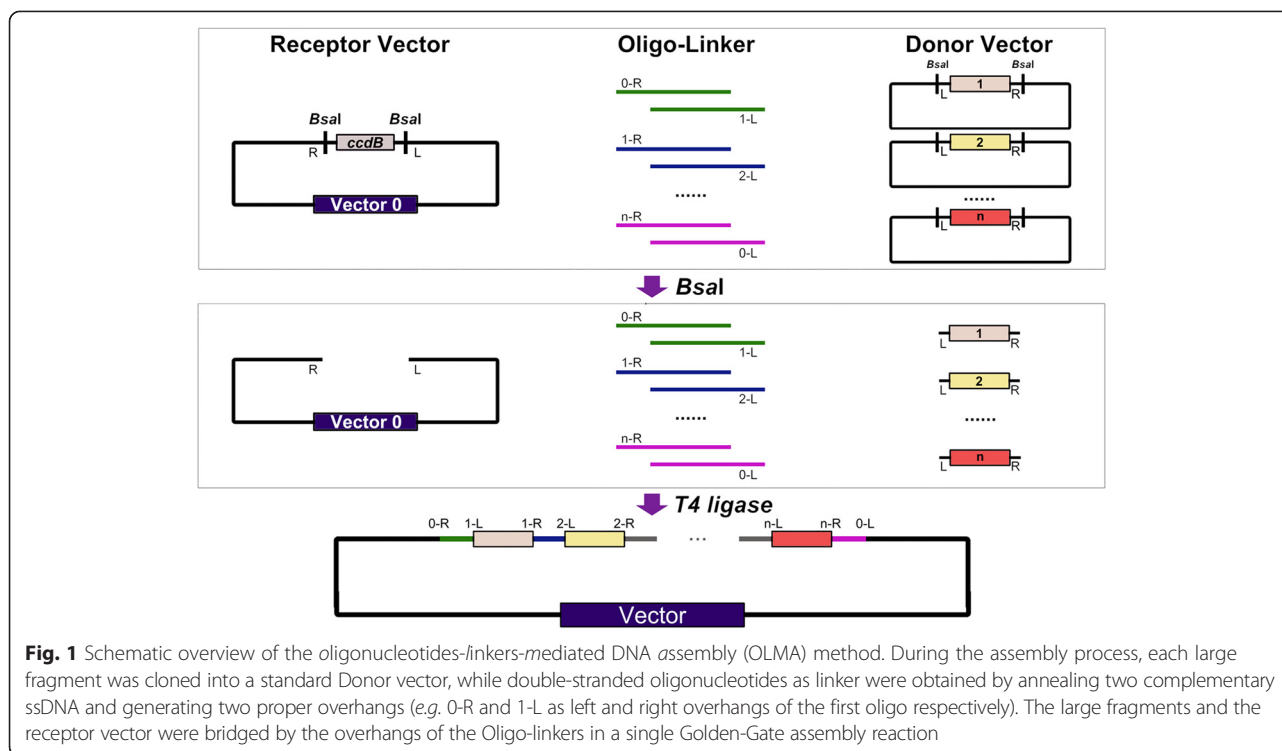 Receptor Vector
Oligo-Linker
Donor Vector
BsaI
BsaI
R
ccdB
L
Vector 0
0-R
1-L
1-R
2-L
......
n-R
0-L
BsaI
BsaI
L
1
R
L
2
R
......
L
n
R
BsaI
R
L
Vector 0
0-R
1-L
1-R
2-L
......
n-R
0-L
1
L
R
2
L
R
......
n
L
R
T4 ligase
0-R 1-L 1-R 2-L 2-R ... n-L n-R 0-L
Vector
Fig. 1 Schematic overview of the oligonucleotides-linkers-mediated DNA assembly (OLMA) method. During the assembly process, each large
fragment was cloned into a standard Donor vector, while double-stranded oligonucleotides as linker were obtained by annealing two complementary
ssDNA and generating two proper overhangs (e.g. 0-R and 1-L as left and right overhangs of the first oligo respectively). The large fragments and the
receptor vector were bridged by the overhangs of the Oligo-linkers in a single Golden-Gate assembly reaction